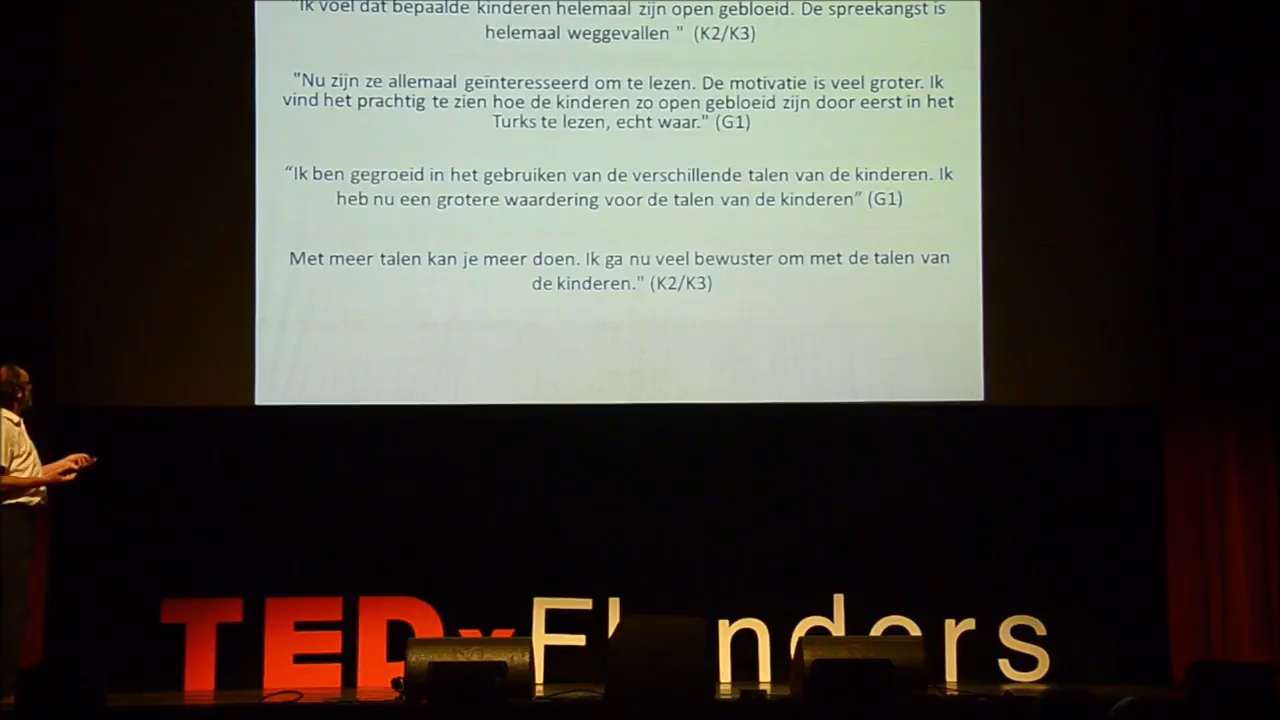 "Ik voel dat bepaalde kinderen helemaal zijn open gebloeid. De spreekangst is
helemaal weggevallen " (K2/K3)
"Nu zijn ze allemaal geïnteresseerd om te lezen. De motivatie is veel groter. Ik
vind het prachtig te zien hoe de kinderen zo open gebloeid zijn door eerst in het
Turks te lezen, echt waar." (G1)
“Ik ben gegroeid in het gebruiken van de verschillende talen van de kinderen. Ik
heb nu een grotere waardering voor de talen van de kinderen” (G1)
Met meer talen kan je meer doen. Ik ga nu veel bewuster om met de talen van
de kinderen." (K2/K3)
TEDxFlanders